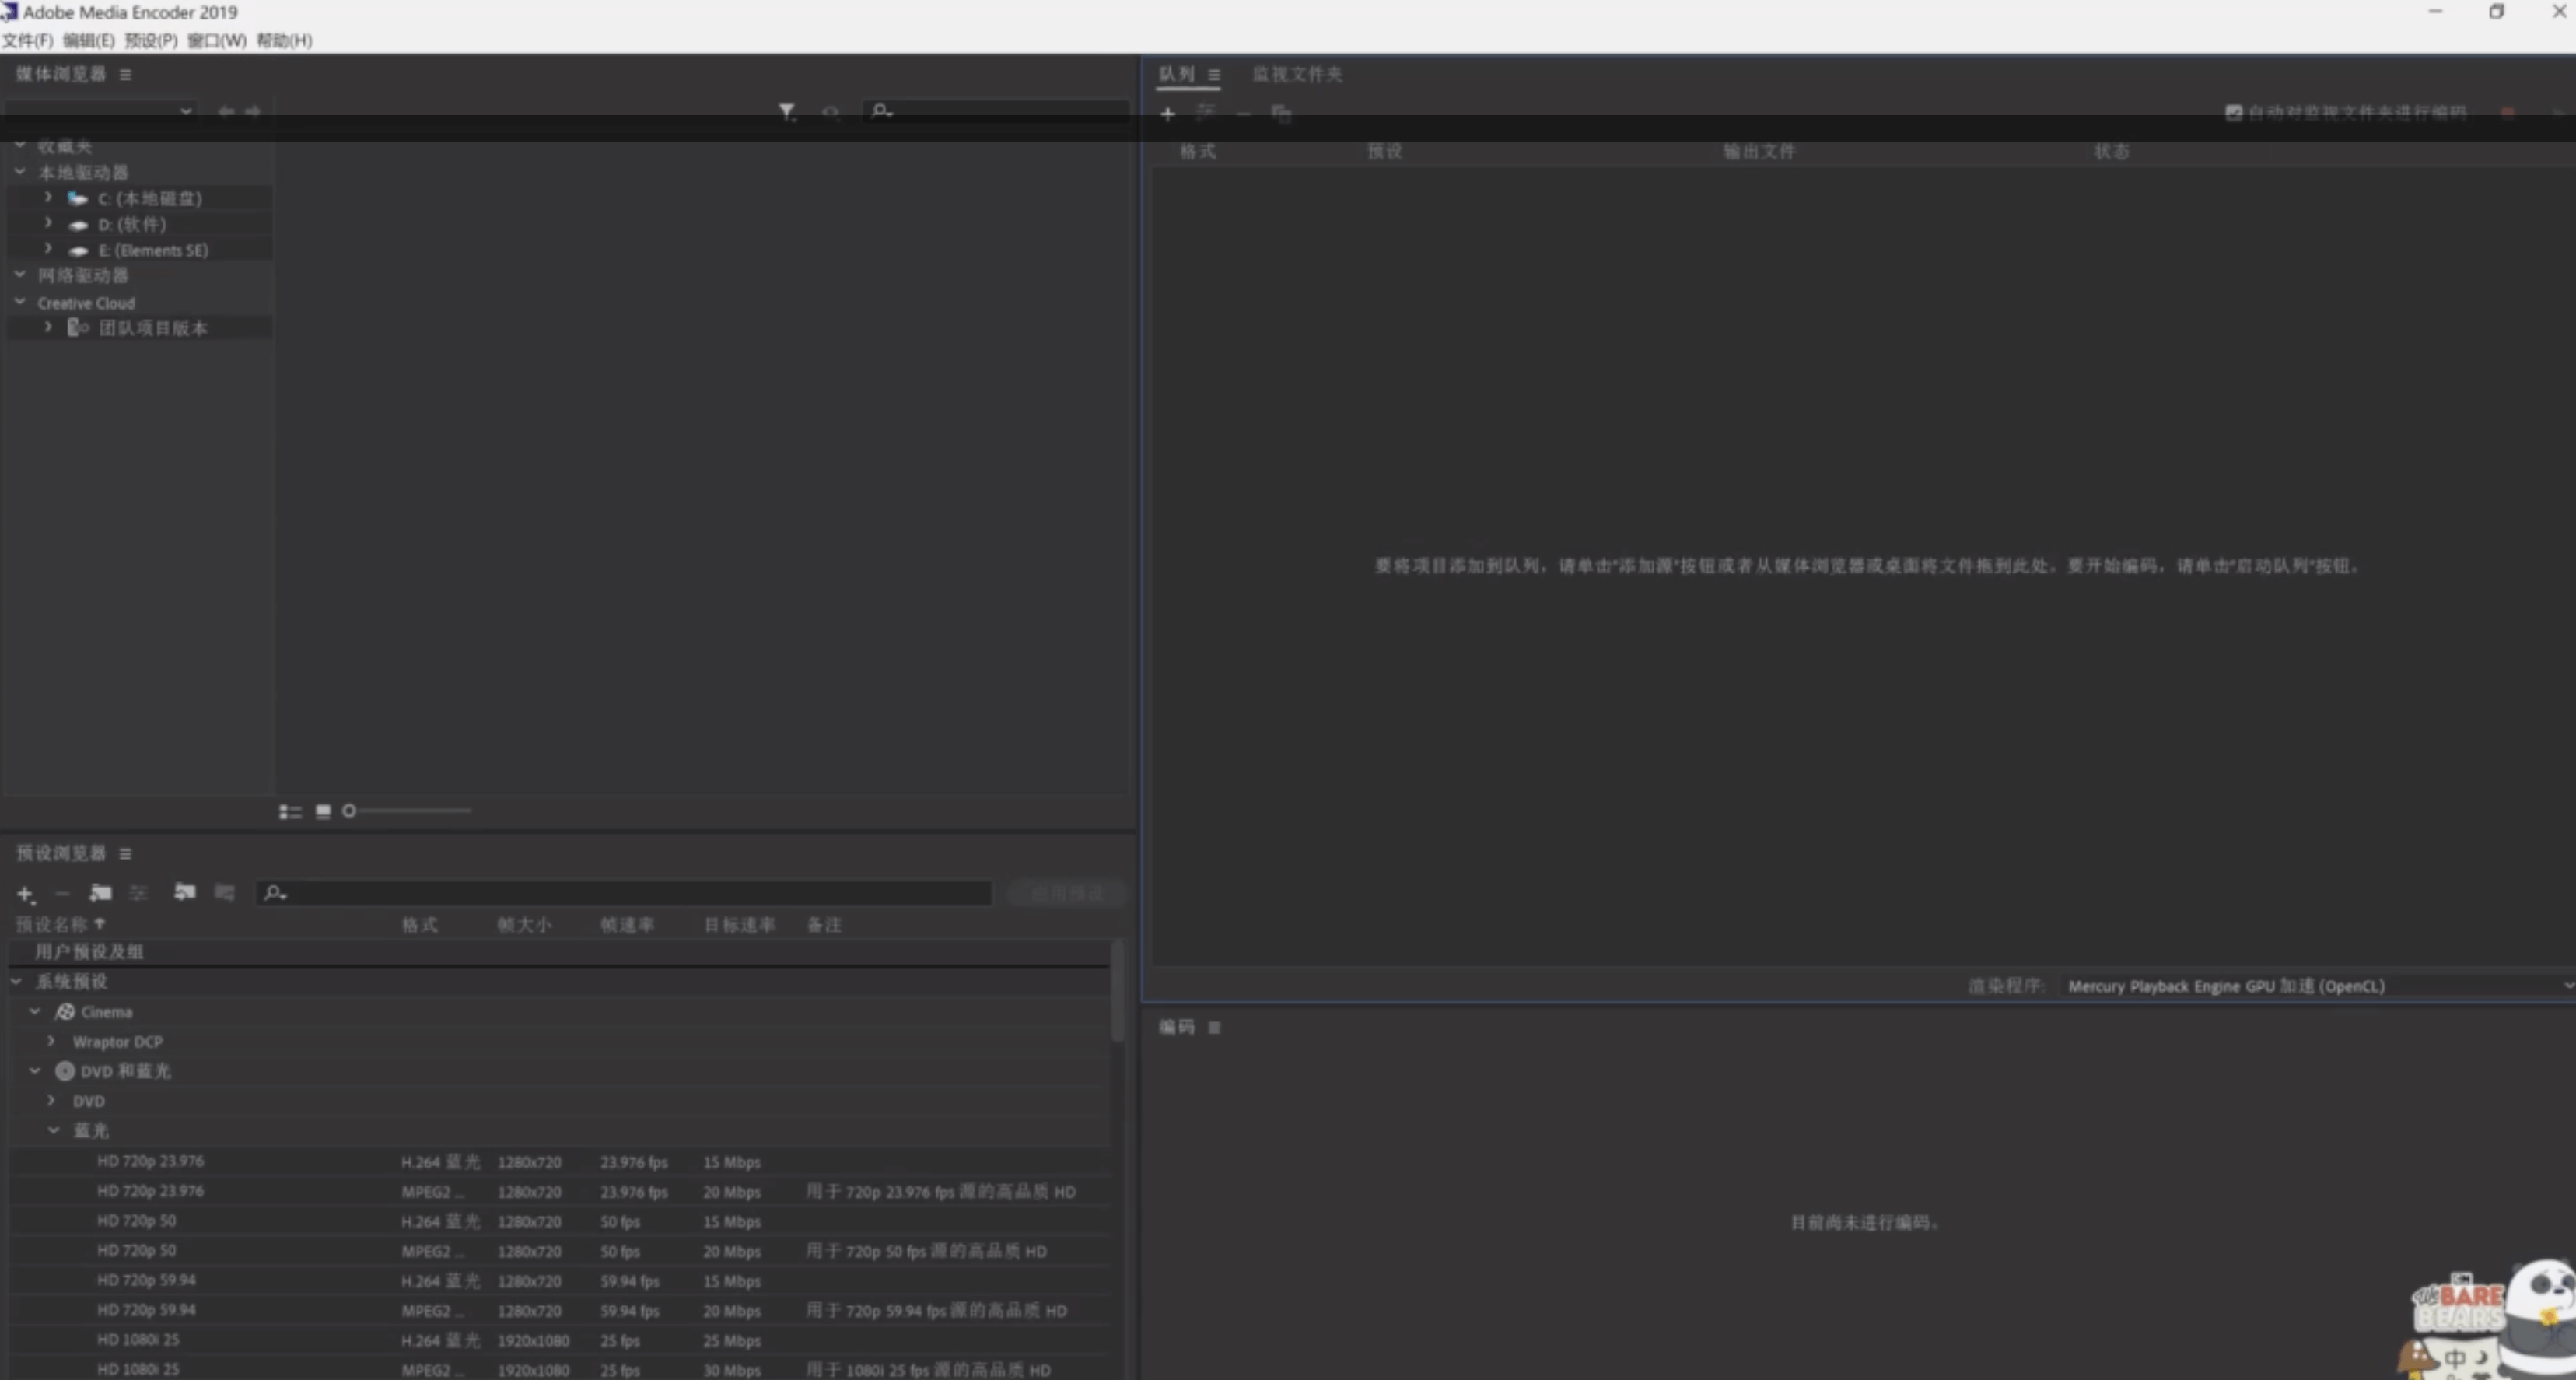 Adobe Media Encoder 2019
文件(F) 编辑(E) 预设(P) 窗口(W) 帮助(H)
媒体浏览器
收藏夹
本地驱动器
C: (本地磁盘)
D: (软件)
E: (Elements SE)
网络驱动器
Creative Cloud
团队项目版本
队列 监视文件夹
自动对监视文件夹进行编码
格式 预设 输出文件 状态
要将项目添加到队列，请单击"添加源"按钮或者从媒体浏览器或桌面将文件拖到此处。要开始编码，请单击"启动队列"按钮。
渲染程序: Mercury Playback Engine GPU 加速 (OpenCL)
预设浏览器
应用预设
预设名称 格式 帧大小 帧速率 目标速率 备注
用户预设及组
系统预设
Cinema
Wraptor DCP
DVD 和蓝光
DVD
蓝光
HD 720p 23.976 H.264 蓝光 1280x720 23.976 fps 15 Mbps
HD 720p 23.976 MPEG2 ... 1280x720 23.976 fps 20 Mbps 用于 720p 23.976 fps 源的高品质 HD
HD 720p 50 H.264 蓝光 1280x720 50 fps 15 Mbps
HD 720p 50 MPEG2 ... 1280x720 50 fps 20 Mbps 用于 720p 50 fps 源的高品质 HD
HD 720p 59.94 H.264 蓝光 1280x720 59.94 fps 15 Mbps
HD 720p 59.94 MPEG2 ... 1280x720 59.94 fps 20 Mbps 用于 720p 59.94 fps 源的高品质 HD
HD 1080i 25 H.264 蓝光 1920x1080 25 fps 25 Mbps
HD 1080i 25 MPEG2 ... 1920x1080 25 fps 30 Mbps 用于 1080i 25 fps 源的高品质 HD
编码
目前尚未进行编码。
We BARE
BEARS
中